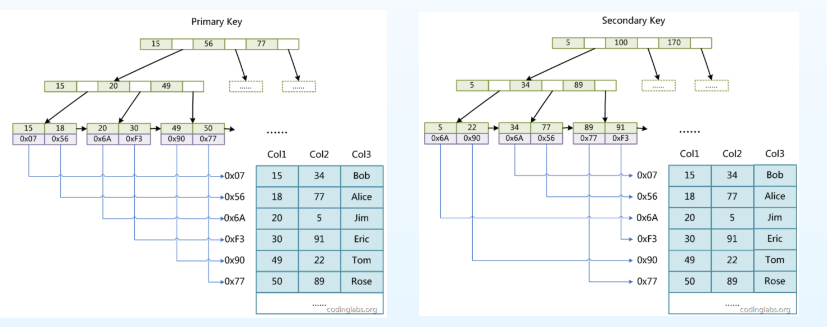 Primary Key
15 56 77
15 20 49
...... ......
15 18 20 30 49 50
0x07 0x56 0x6A 0xF3 0x90 0x77
......
Col1 Col2 Col3
0x07 15 34 Bob
0x56 18 77 Alice
0x6A 20 5 Jim
0xF3 30 91 Eric
0x90 49 22 Tom
0x77 50 89 Rose
......
codinglabs.org
Secondary Key
5 100 170
5 34 89
...... ......
5 22 34 77 89 91
0x6A 0x90 0x6A 0x56 0x77 0xF3
......
Col1 Col2 Col3
0x07 15 34 Bob
0x56 18 77 Alice
0x6A 20 5 Jim
0xF3 30 91 Eric
0x90 49 22 Tom
0x77 50 89 Rose
......
codinglabs.org